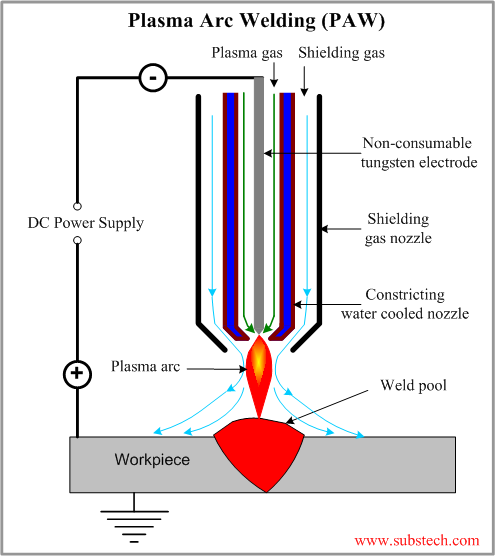 Plasma Arc Welding (PAW)
Plasma gas
Shielding gas
-
Non-consumable
tungsten electrode
DC Power Supply
Shielding
gas nozzle
Constricting
water cooled nozzle
+
Plasma arc
Weld pool
Workpiece
www.substech.com